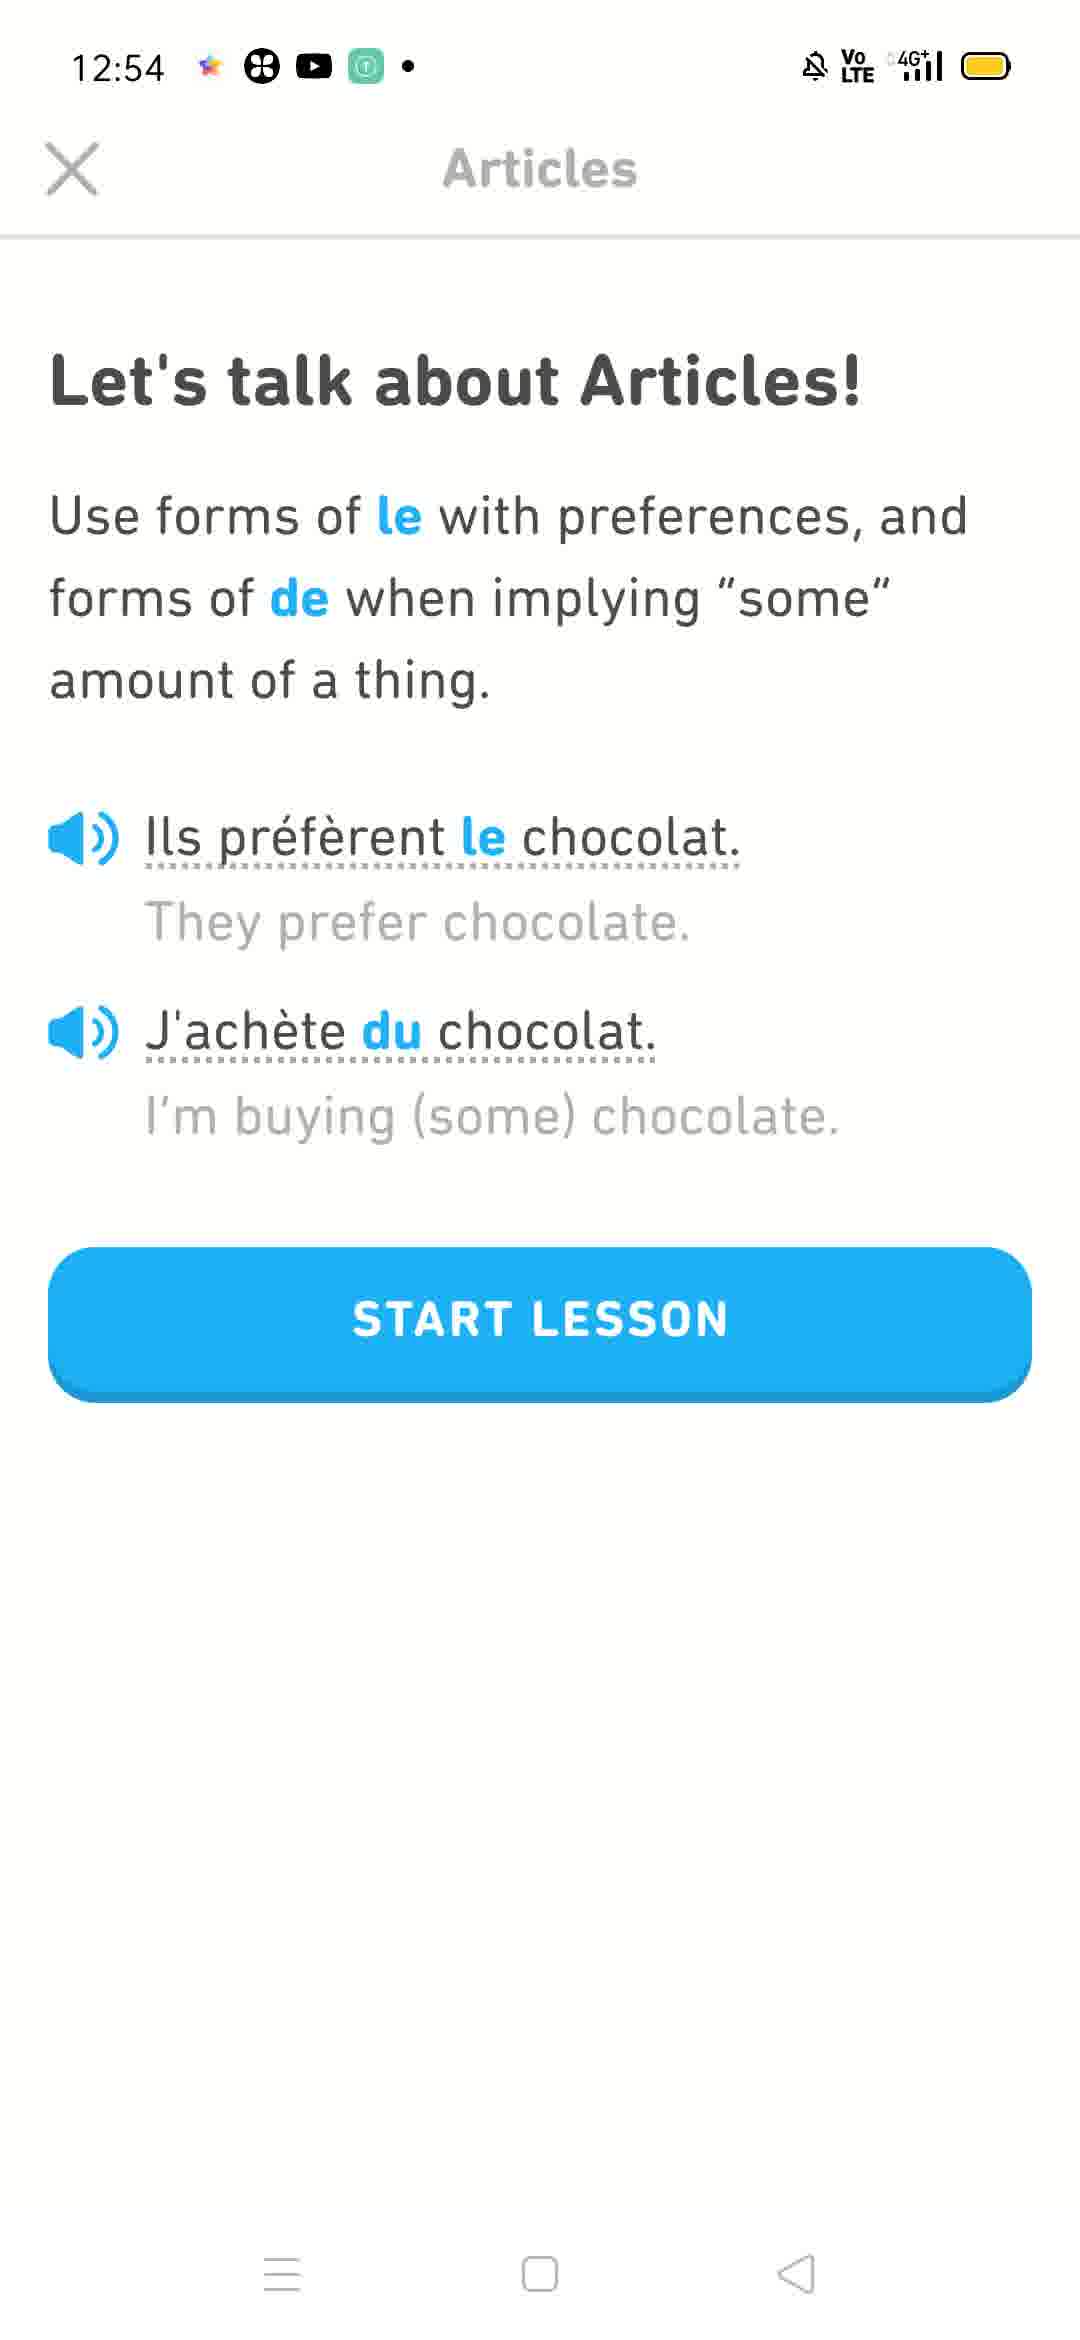 12:54
Vo LTE 4G+
Articles
Let's talk about Articles!
Use forms of le with preferences, and
forms of de when implying “some”
amount of a thing.
Ils préfèrent le chocolat.
They prefer chocolate.
J'achète du chocolat.
I’m buying (some) chocolate.
START LESSON